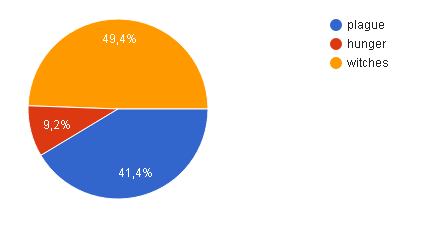 49,4%
plague
hunger
witches
9,2%
41,4%